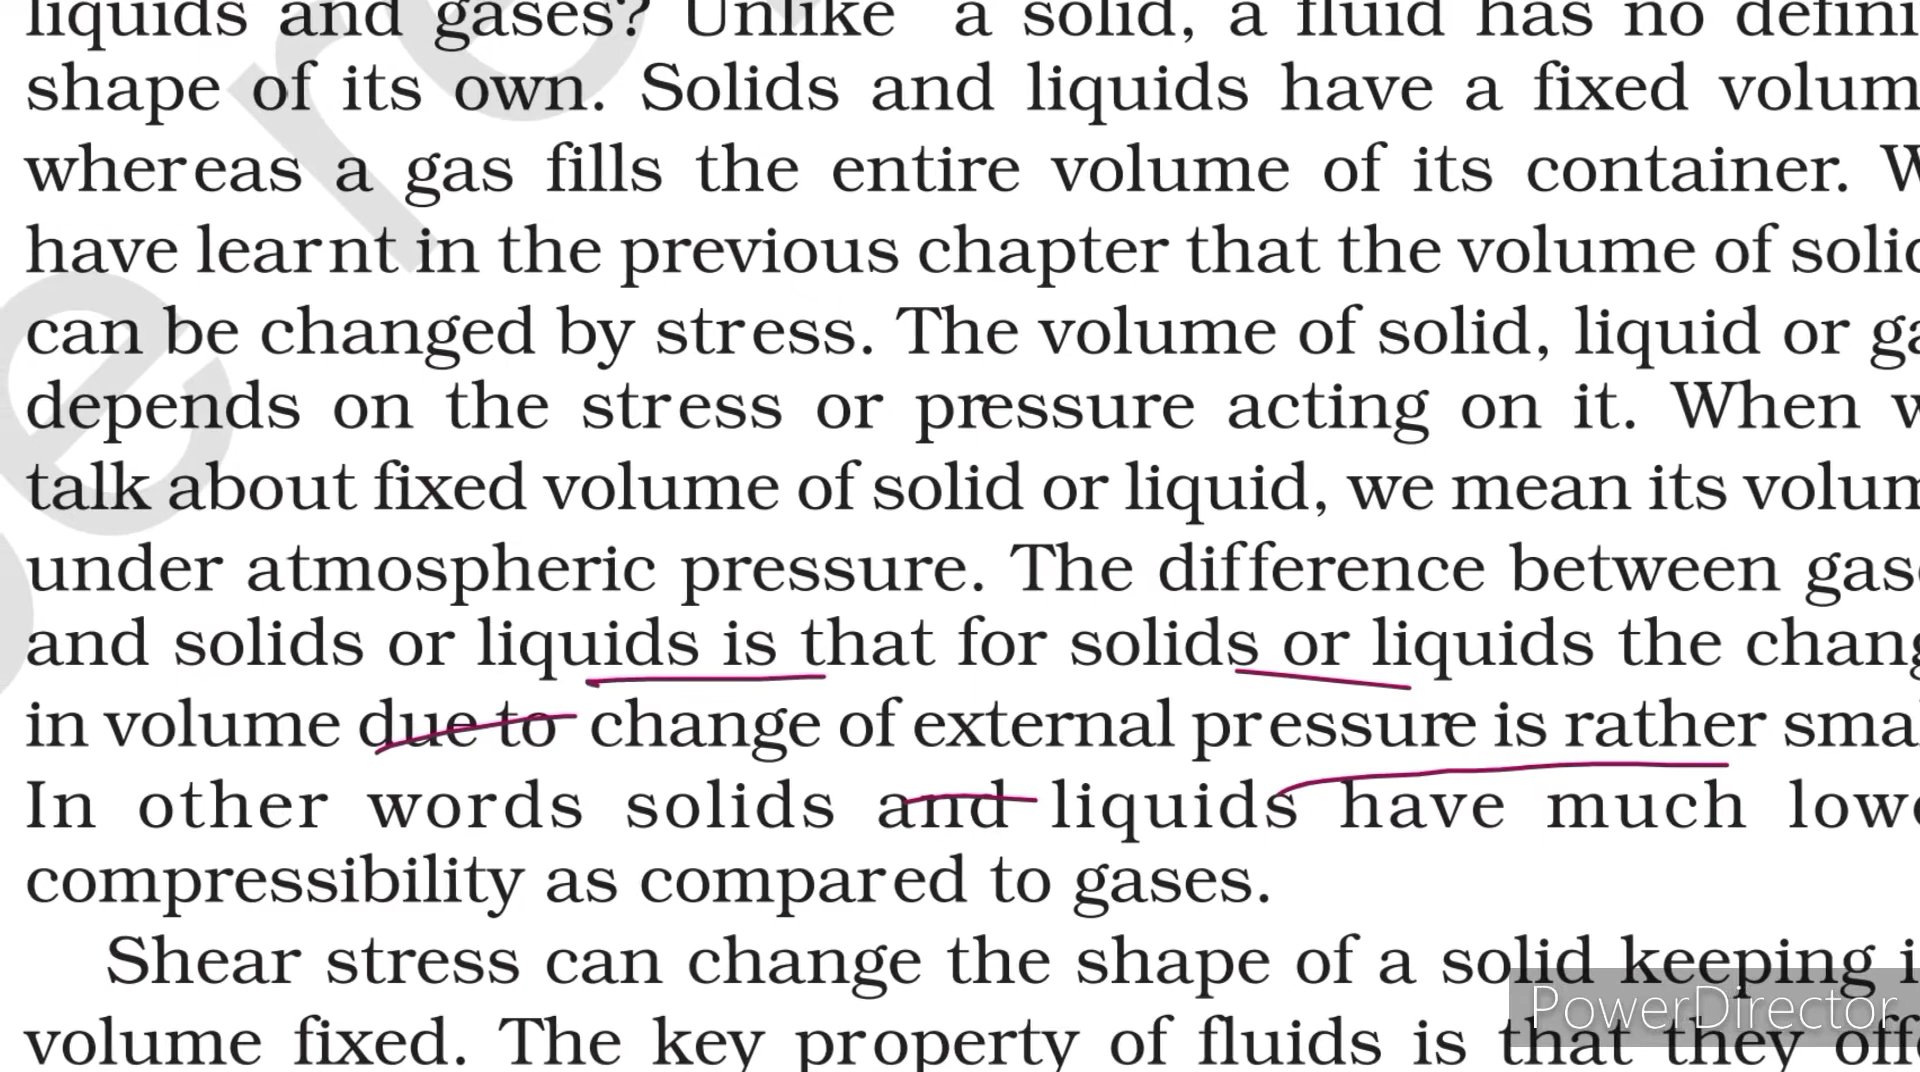 liquids and gases? Unlike a solid, a fluid has no defini
shape of its own. Solids and liquids have a fixed volum
whereas a gas fills the entire volume of its container. W
have learnt in the previous chapter that the volume of solid
can be changed by stress. The volume of solid, liquid or ga
depends on the stress or pressure acting on it. When w
talk about fixed volume of solid or liquid, we mean its volum
under atmospheric pressure. The difference between gase
and solids or liquids is that for solids or liquids the chang
in volume due to change of external pressure is rather smal
In other words solids and liquids have much lowe
compressibility as compared to gases.
Shear stress can change the shape of a solid keeping i
volume fixed. The key property of fluids is that they offe
PowerDirector